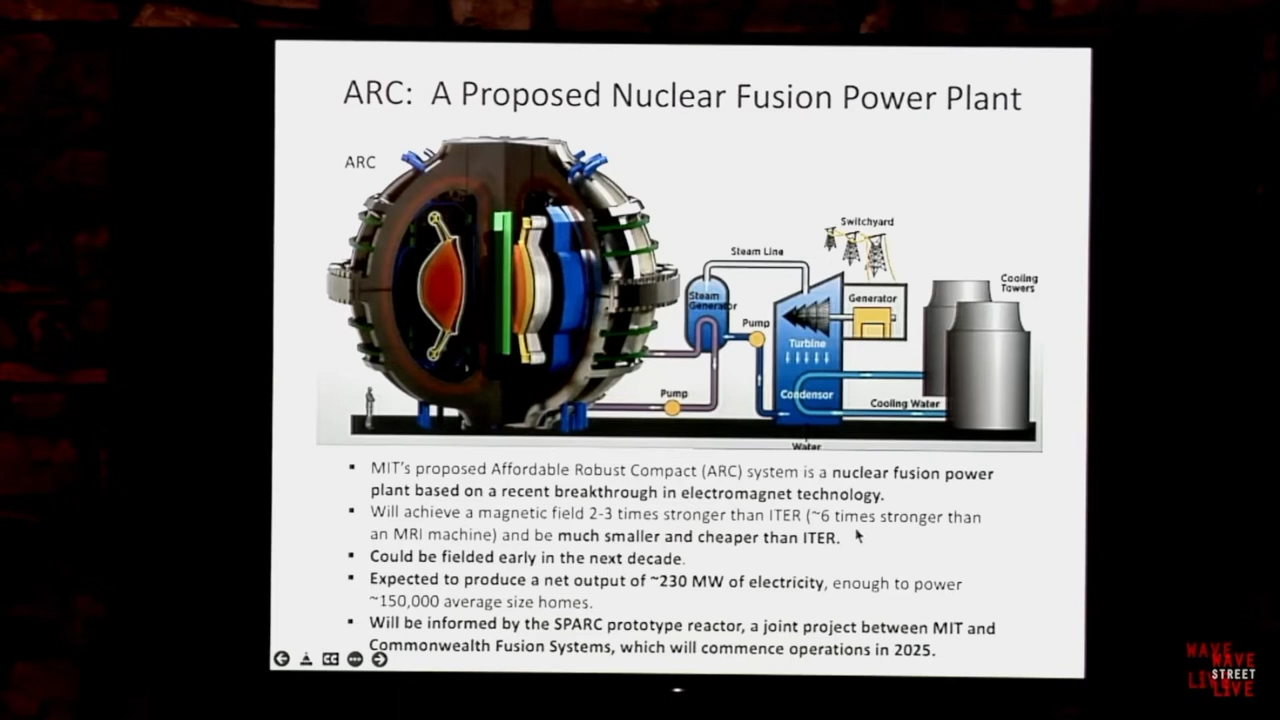 ARC: A Proposed Nuclear Fusion Power Plant
ARC
Switchyard
Steam Line
Cooling
Towers
Steam
Generator
Generator
Pump
Turbine
Pump
Condensor
Cooling Water
Water
▪ MIT's proposed Affordable Robust Compact (ARC) system is a nuclear fusion power
plant based on a recent breakthrough in electromagnet technology.
▪ Will achieve a magnetic field 2-3 times stronger than ITER (~6 times stronger than
an MRI machine) and be much smaller and cheaper than ITER.
▪ Could be fielded early in the next decade.
▪ Expected to produce a net output of ~230 MW of electricity, enough to power
~150,000 average size homes.
▪ Will be informed by the SPARC prototype reactor, a joint project between MIT and
Commonwealth Fusion Systems, which will commence operations in 2025.
CC
WAVE
WAVE
STREET
LIVE